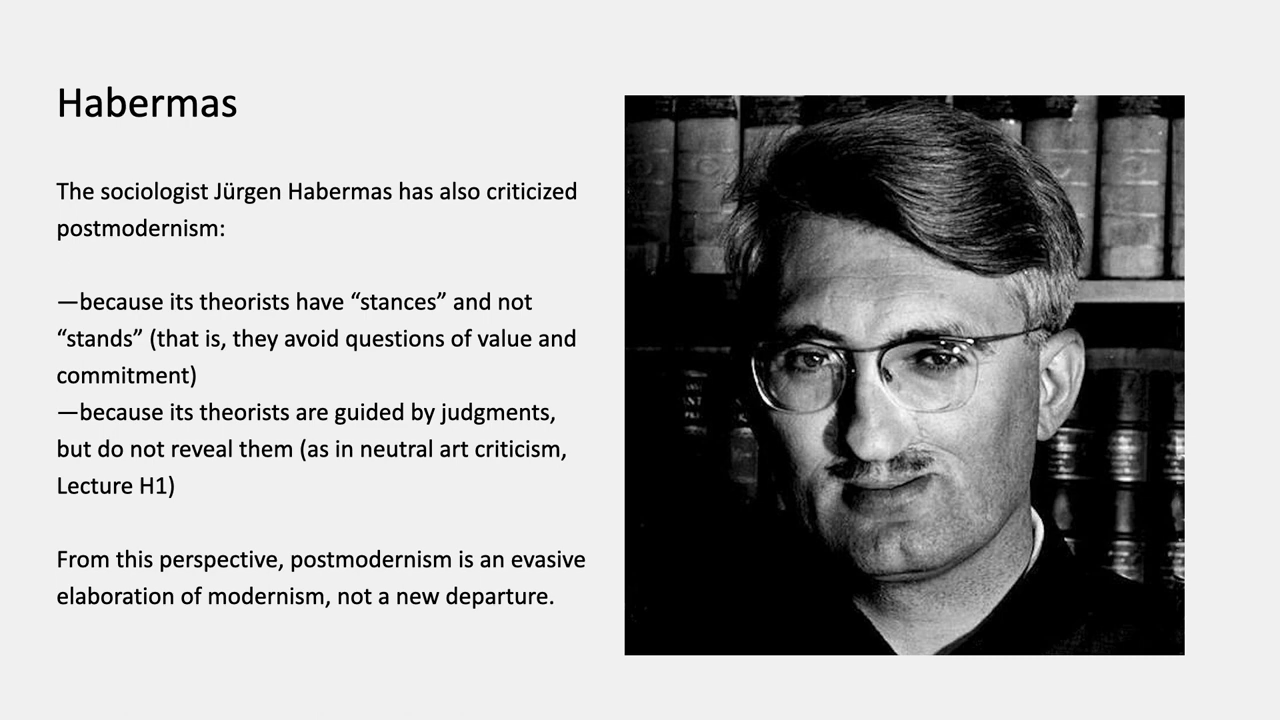 Habermas
The sociologist Jürgen Habermas has also criticized
postmodernism:
—because its theorists have “stances” and not
“stands” (that is, they avoid questions of value and
commitment)
—because its theorists are guided by judgments,
but do not reveal them (as in neutral art criticism,
Lecture H1)
From this perspective, postmodernism is an evasive
elaboration of modernism, not a new departure.